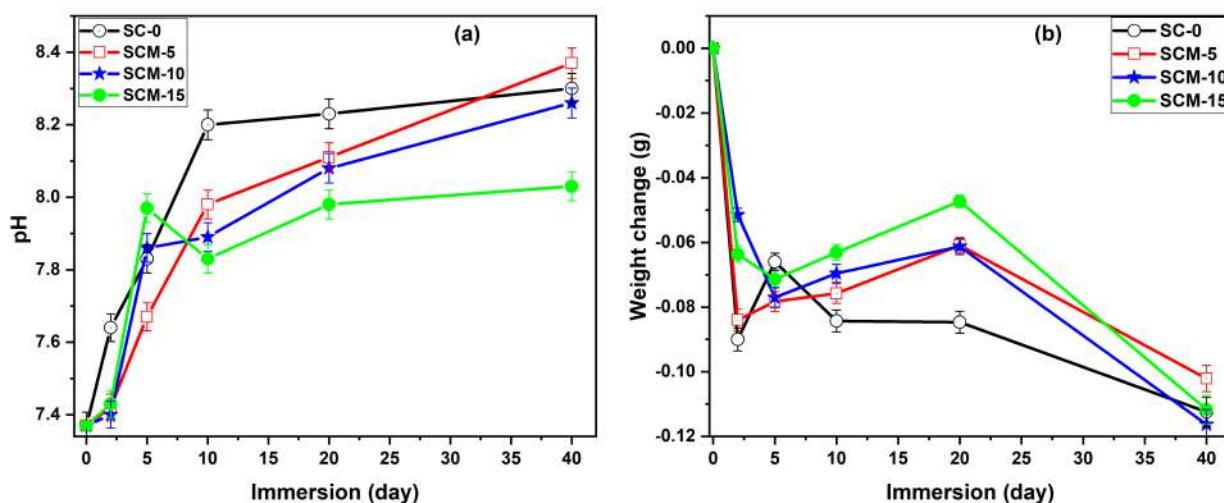 (a)
SC-0
SCM-5
SCM-10
SCM-15
pH
8.4
8.2
8.0
7.8
7.6
7.4
0 5 10 15 20 25 30 35 40
Immersion (day)
(b)
SC-0
SCM-5
SCM-10
SCM-15
Weight change (g)
0.00
-0.02
-0.04
-0.06
-0.08
-0.10
-0.12
0 5 10 15 20 25 30 35 40
Immersion (day)